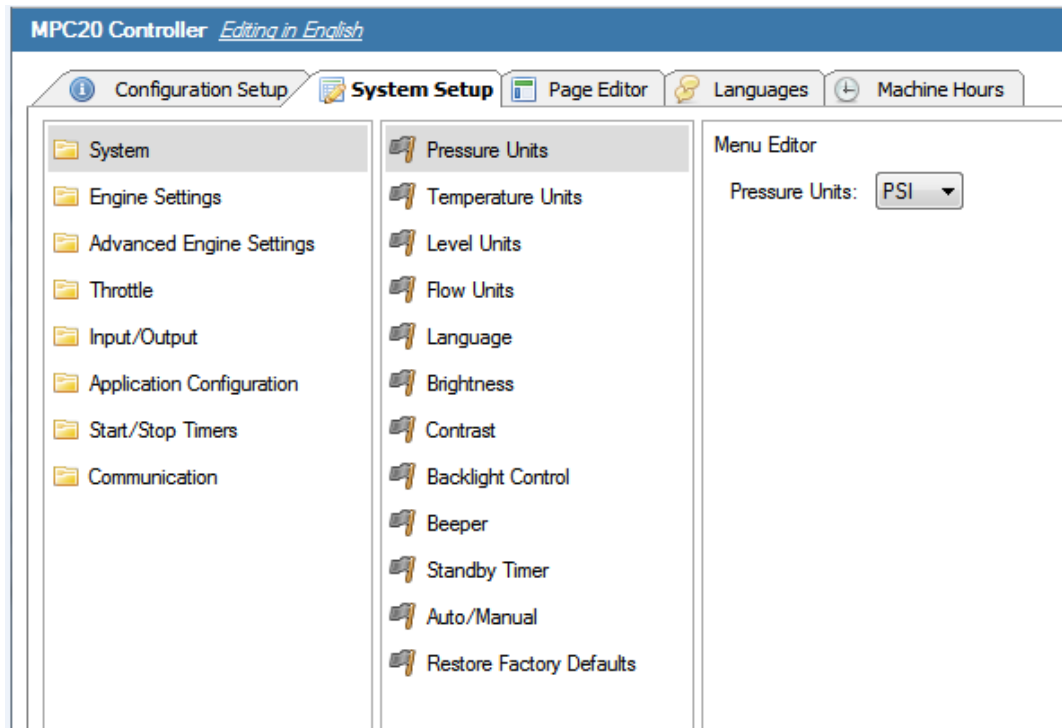 MPC20 Controller Editing in English
Configuration Setup System Setup Page Editor Languages Machine Hours
System
Engine Settings
Advanced Engine Settings
Throttle
Input/Output
Application Configuration
Start/Stop Timers
Communication
Pressure Units
Temperature Units
Level Units
Flow Units
Language
Brightness
Contrast
Backlight Control
Beeper
Standby Timer
Auto/Manual
Restore Factory Defaults
Menu Editor
Pressure Units: PSI